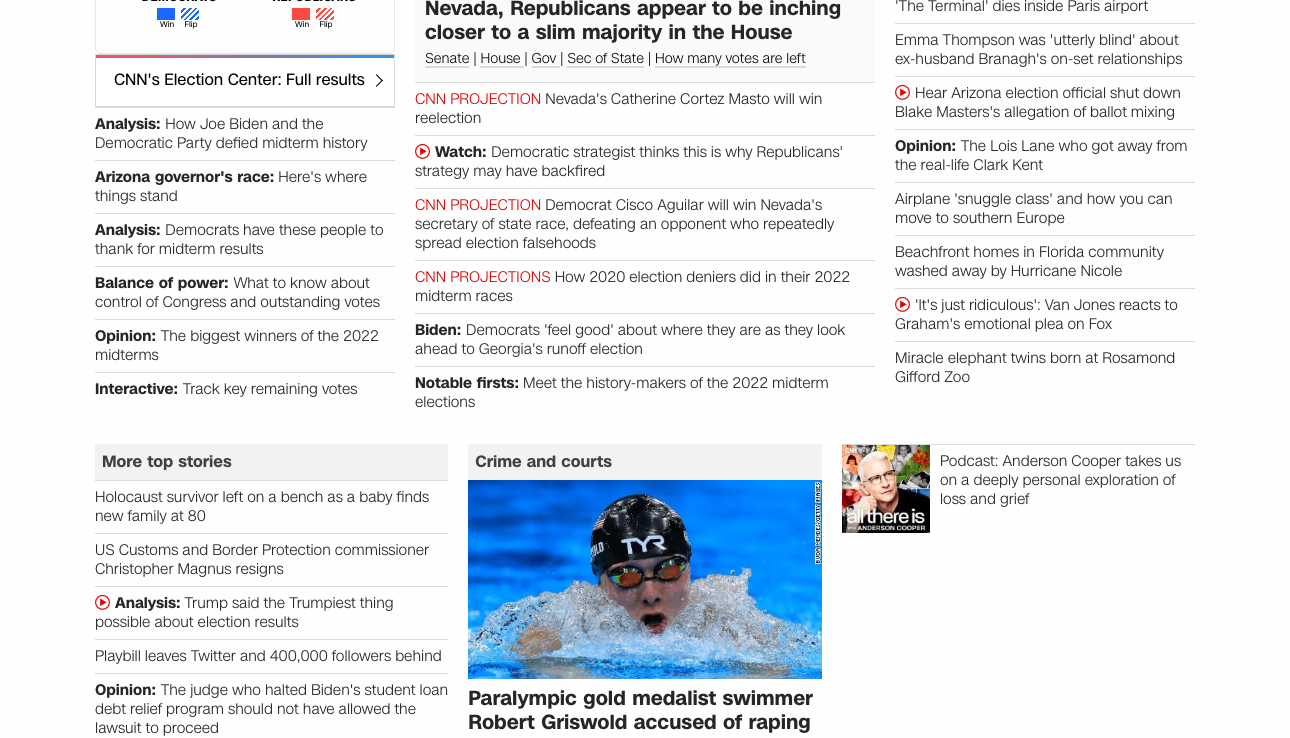 Win
Flip
Win
Flip
CNN's Election Center: Full results
Analysis: How Joe Biden and the
Democratic Party defied midterm history
Arizona governor's race: Here's where
things stand
Analysis: Democrats have these people to
thank for midterm results
Balance of power: What to know about
control of Congress and outstanding votes
Opinion: The biggest winners of the 2022
midterms
Interactive: Track key remaining votes
Nevada, Republicans appear to be inching
closer to a slim majority in the House
Senate | House | Gov | Sec of State | How many votes are left
CNN PROJECTION Nevada's Catherine Cortez Masto will win
reelection
Watch: Democratic strategist thinks this is why Republicans'
strategy may have backfired
CNN PROJECTION Democrat Cisco Aguilar will win Nevada's
secretary of state race, defeating an opponent who repeatedly
spread election falsehoods
CNN PROJECTIONS How 2020 election deniers did in their 2022
midterm races
Biden: Democrats 'feel good' about where they are as they look
ahead to Georgia's runoff election
Notable firsts: Meet the history-makers of the 2022 midterm
elections
'The Terminal' dies inside Paris airport
Emma Thompson was 'utterly blind' about
ex-husband Branagh's on-set relationships
Hear Arizona election official shut down
Blake Masters's allegation of ballot mixing
Opinion: The Lois Lane who got away from
the real-life Clark Kent
Airplane 'snuggle class' and how you can
move to southern Europe
Beachfront homes in Florida community
washed away by Hurricane Nicole
'It's just ridiculous': Van Jones reacts to
Graham's emotional plea on Fox
Miracle elephant twins born at Rosamond
Gifford Zoo
More top stories
Holocaust survivor left on a bench as a baby finds
new family at 80
US Customs and Border Protection commissioner
Christopher Magnus resigns
Analysis: Trump said the Trumpiest thing
possible about election results
Playbill leaves Twitter and 400,000 followers behind
Opinion: The judge who halted Biden's student loan
debt relief program should not have allowed the
lawsuit to proceed
Crime and courts
TYR
Paralympic gold medalist swimmer
Robert Griswold accused of raping
all there is
ANDERSON COOPER
Podcast: Anderson Cooper takes us
on a deeply personal exploration of
loss and grief